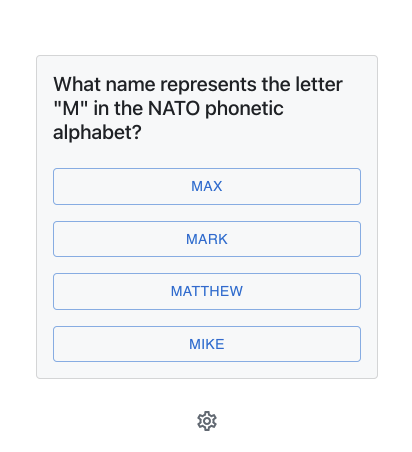 What name represents the letter
"M" in the NATO phonetic
alphabet?
MAX
MARK
MATTHEW
MIKE